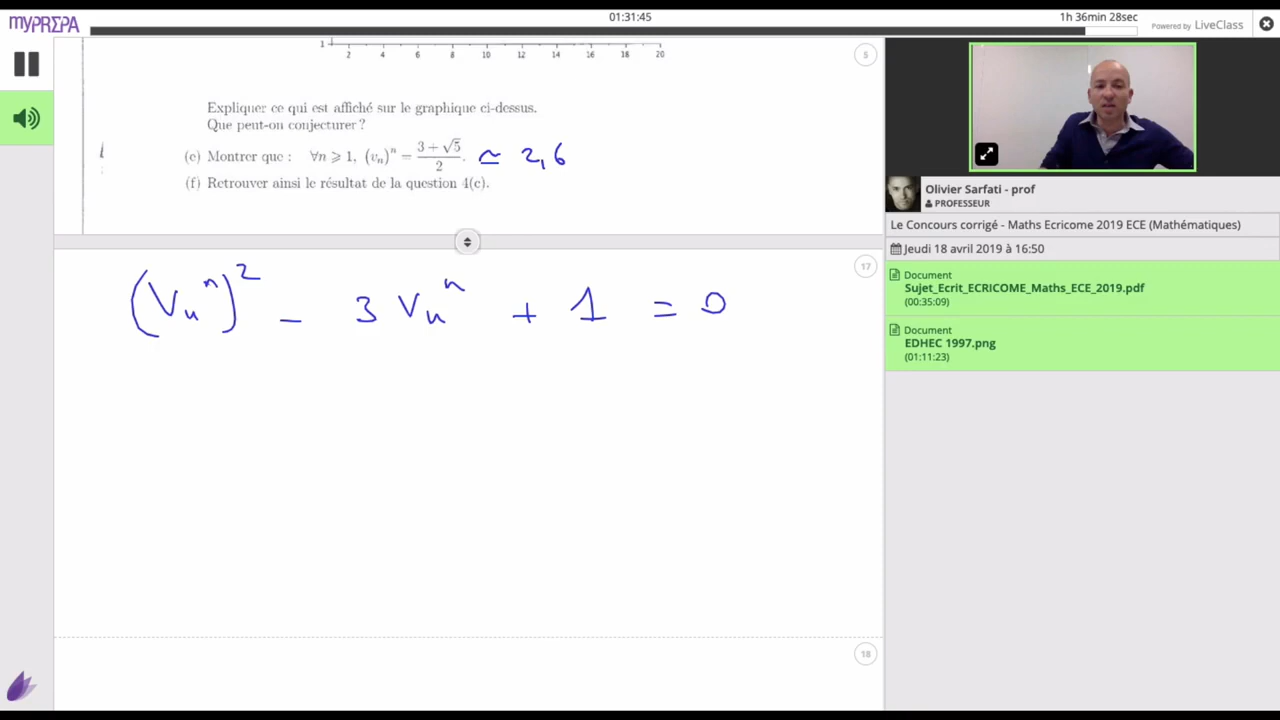 01:31:45
1h 36min 28sec
MYPRΣPA
Powered by LiveClass
1
2 4 6 8 10 12 14 16 18 20
5
Expliquer ce qui est affiché sur le graphique ci-dessus.
Que peut-on conjecturer ?
(e) Montrer que : ∀n ⩾ 1, (vₙ)ⁿ = (3 + √5)/2. ≃ 2,6
(f) Retrouver ainsi le résultat de la question 4(c).
17
(Vₙⁿ)² - 3 Vₙⁿ + 1 = 0
18
Olivier Sarfati - prof
PROFESSEUR
Le Concours corrigé - Maths Ecricome 2019 ECE (Mathématiques)
Jeudi 18 avril 2019 à 16:50
Document
Sujet_Ecrit_ECRICOME_Maths_ECE_2019.pdf
(00:35:09)
Document
EDHEC 1997.png
(01:11:23)